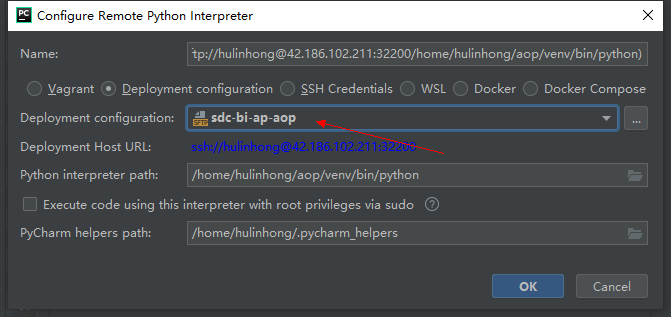 PC Configure Remote Python Interpreter
Name: tp://hulinhong@42.186.102.211:32200/home/hulinhong/aop/venv/bin/python)
Vagrant Deployment configuration SSH Credentials WSL Docker Docker Compose
Deployment configuration: SFTP sdc-bi-ap-aop ...
Deployment Host URL: ssh://hulinhong@42.186.102.211:32200
Python interpreter path: /home/hulinhong/aop/venv/bin/python
Execute code using this interpreter with root privileges via sudo ?
PyCharm helpers path: /home/hulinhong/.pycharm_helpers
OK Cancel